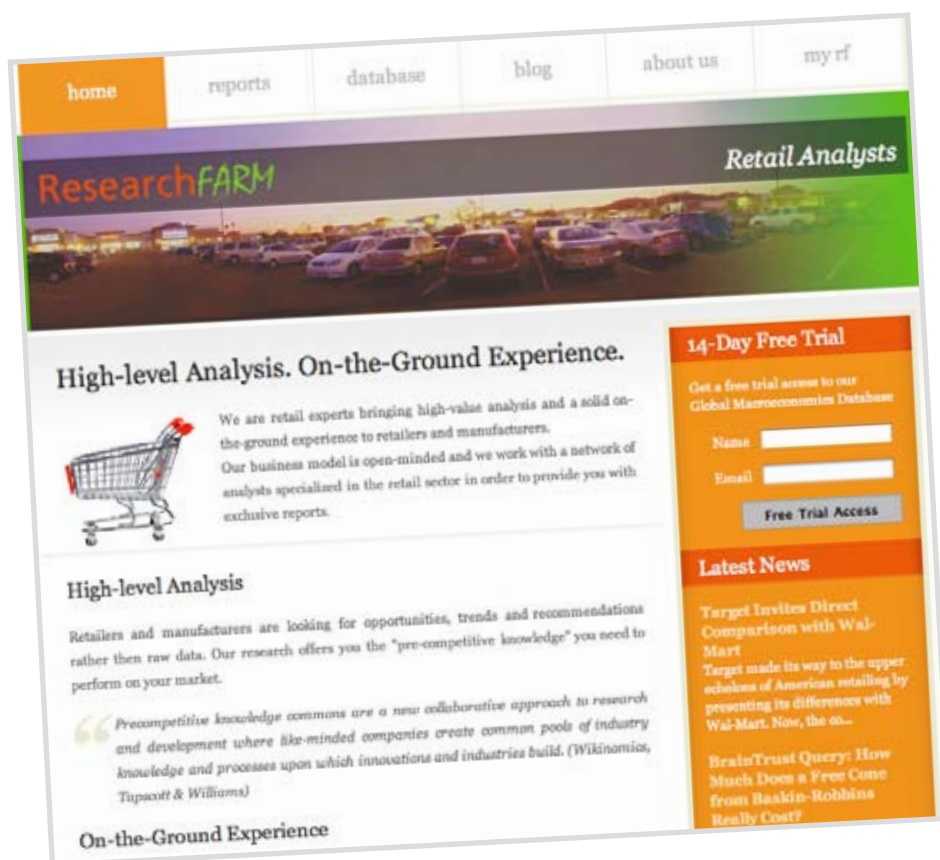 home
reports
database
blog
about us
my rf
ResearchFARM
Retail Analysts
High-level Analysis. On-the-Ground Experience.
We are retail experts bringing high-value analysis and a solid on-
the-ground experience to retailers and manufacturers.
Our business model is open-minded and we work with a network of
analysts specialized in the retail sector in order to provide you with
exclusive reports.
High-level Analysis
Retailers and manufacturers are looking for opportunities, trends and recommendations
rather then raw data. Our research offers you the "pre-competitive knowledge" you need to
perform on your market.
“
Precompetitive knowledge commons are a new collaborative approach to research
and development where like-minded companies create common pools of industry
knowledge and processes upon which innovations and industries build. (Wikinomics,
Tapscott & Williams)
On-the-Ground Experience
14-Day Free Trial
Get a free trial access to our
Global Macroeconomics Database
Name
Email
Free Trial Access
Latest News
Target Invites Direct
Comparison with Wal-
Mart
Target made its way to the upper
echelons of American retailing by
presenting its differences with
Wal-Mart. Now, the co...
BrainTrust Query: How
Much Does a Free Cone
from Baskin-Robbins
Really Cost?